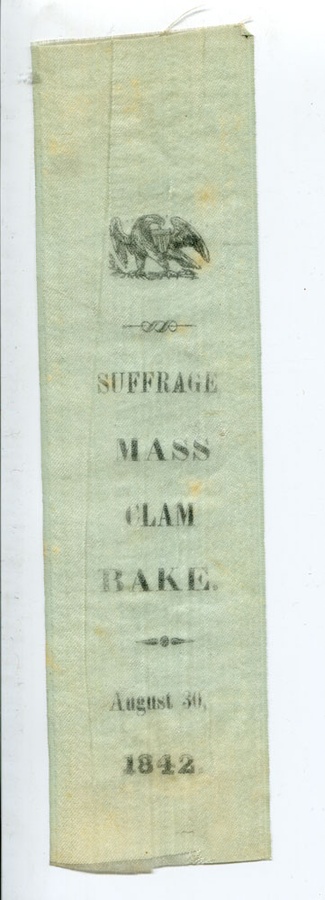 SUFFRAGE
MASS
CLAM
BAKE.
August 30,
1842.